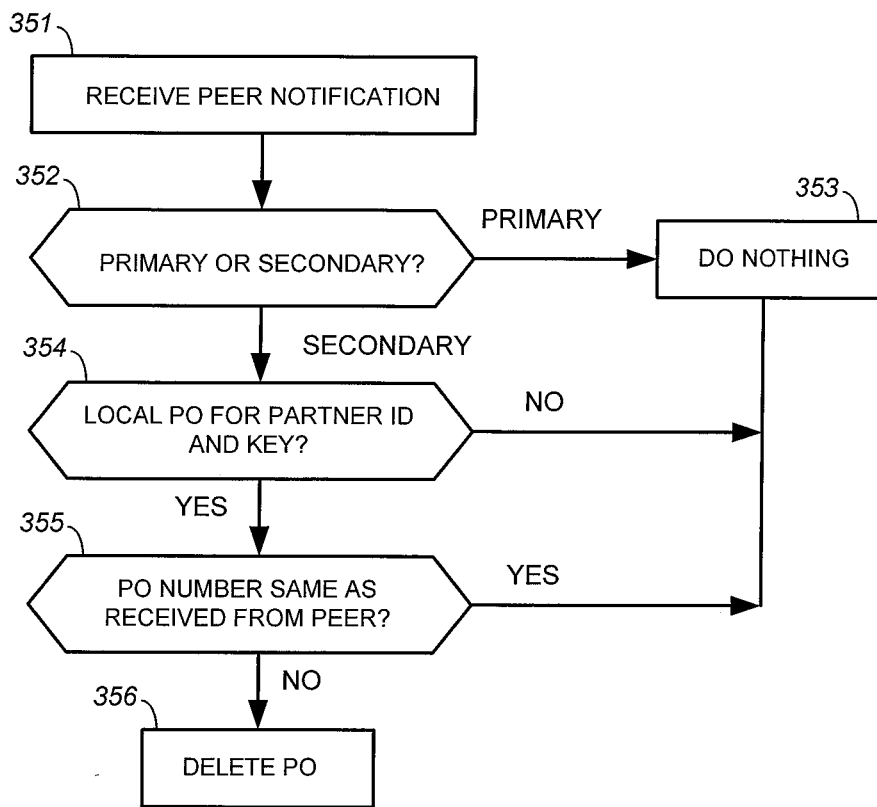 351
RECEIVE PEER NOTIFICATION
352
PRIMARY OR SECONDARY?
PRIMARY
353
DO NOTHING
SECONDARY
354
LOCAL PO FOR PARTNER ID
AND KEY?
NO
YES
355
PO NUMBER SAME AS
RECEIVED FROM PEER?
YES
NO
356
DELETE PO